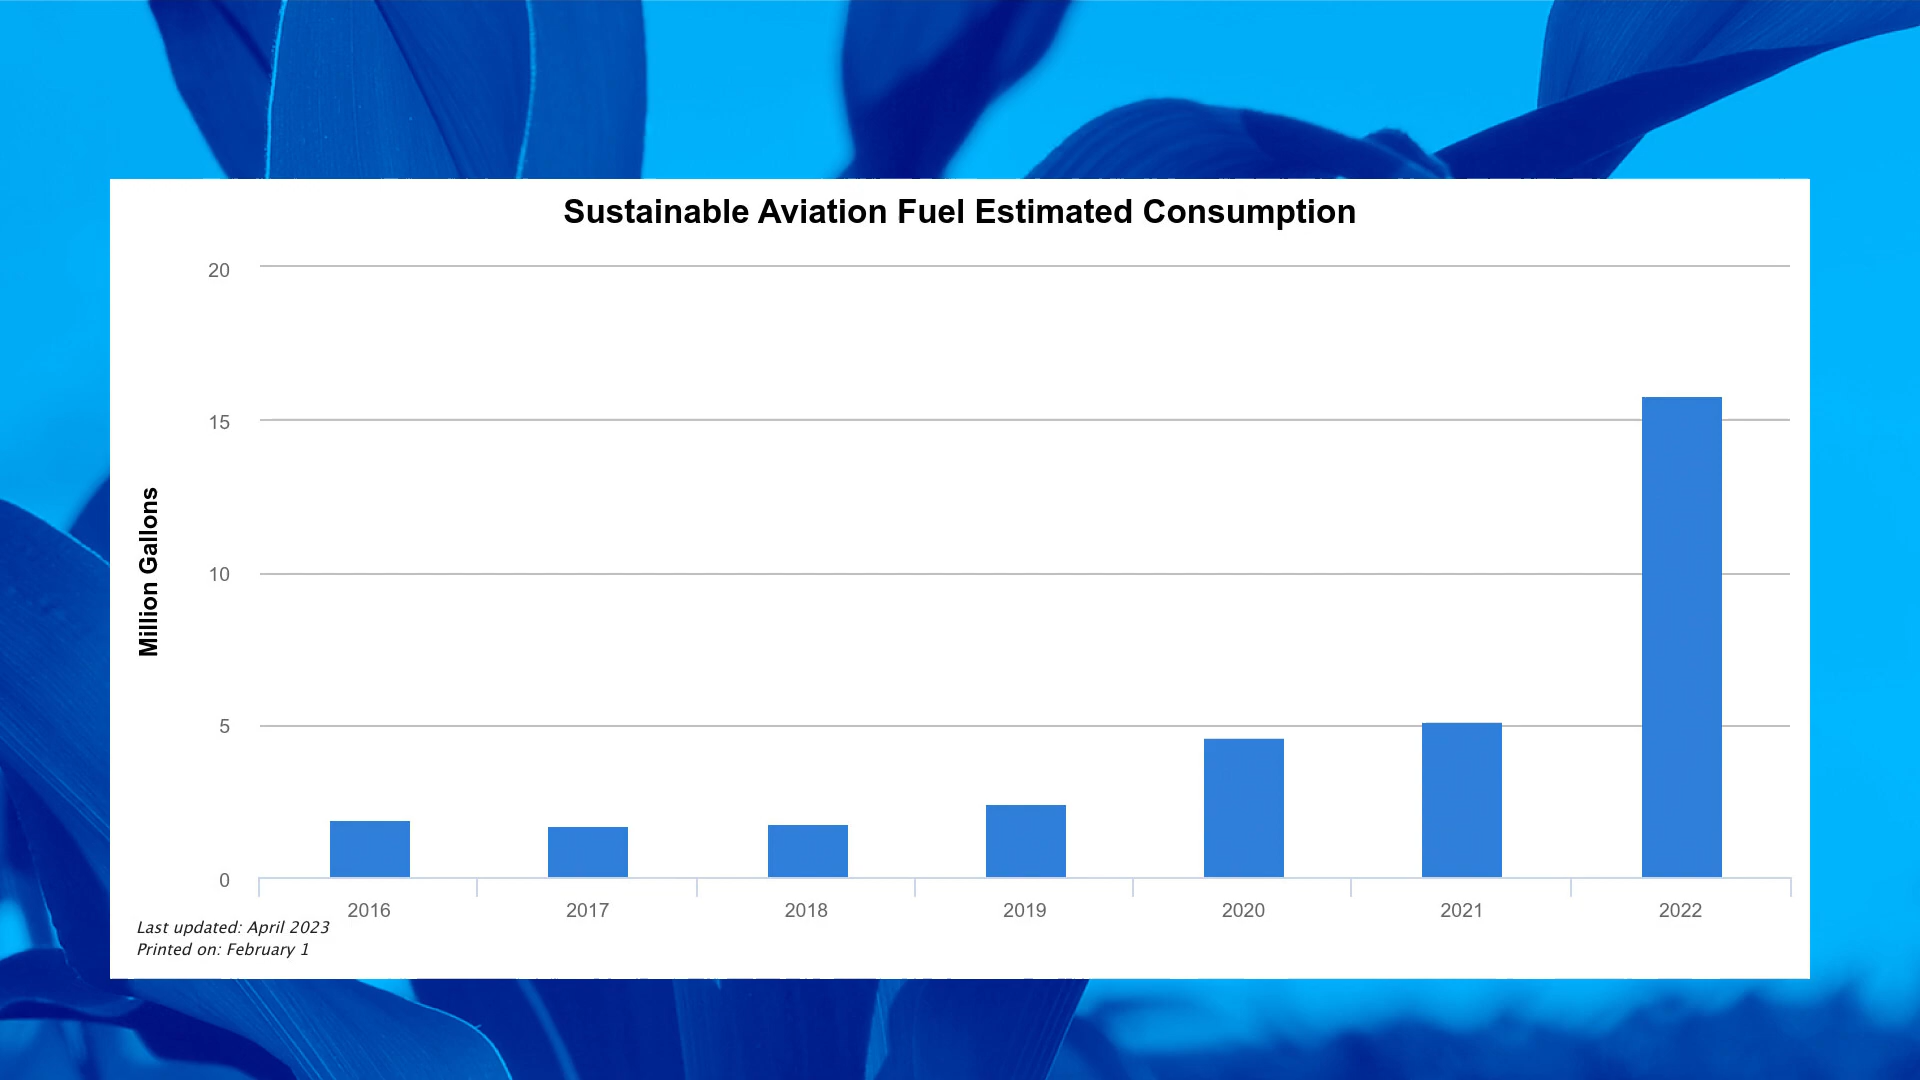 Sustainable Aviation Fuel Estimated Consumption
20
15
10
5
0
Million Gallons
2016 2017 2018 2019 2020 2021 2022
Last updated: April 2023
Printed on: February 1